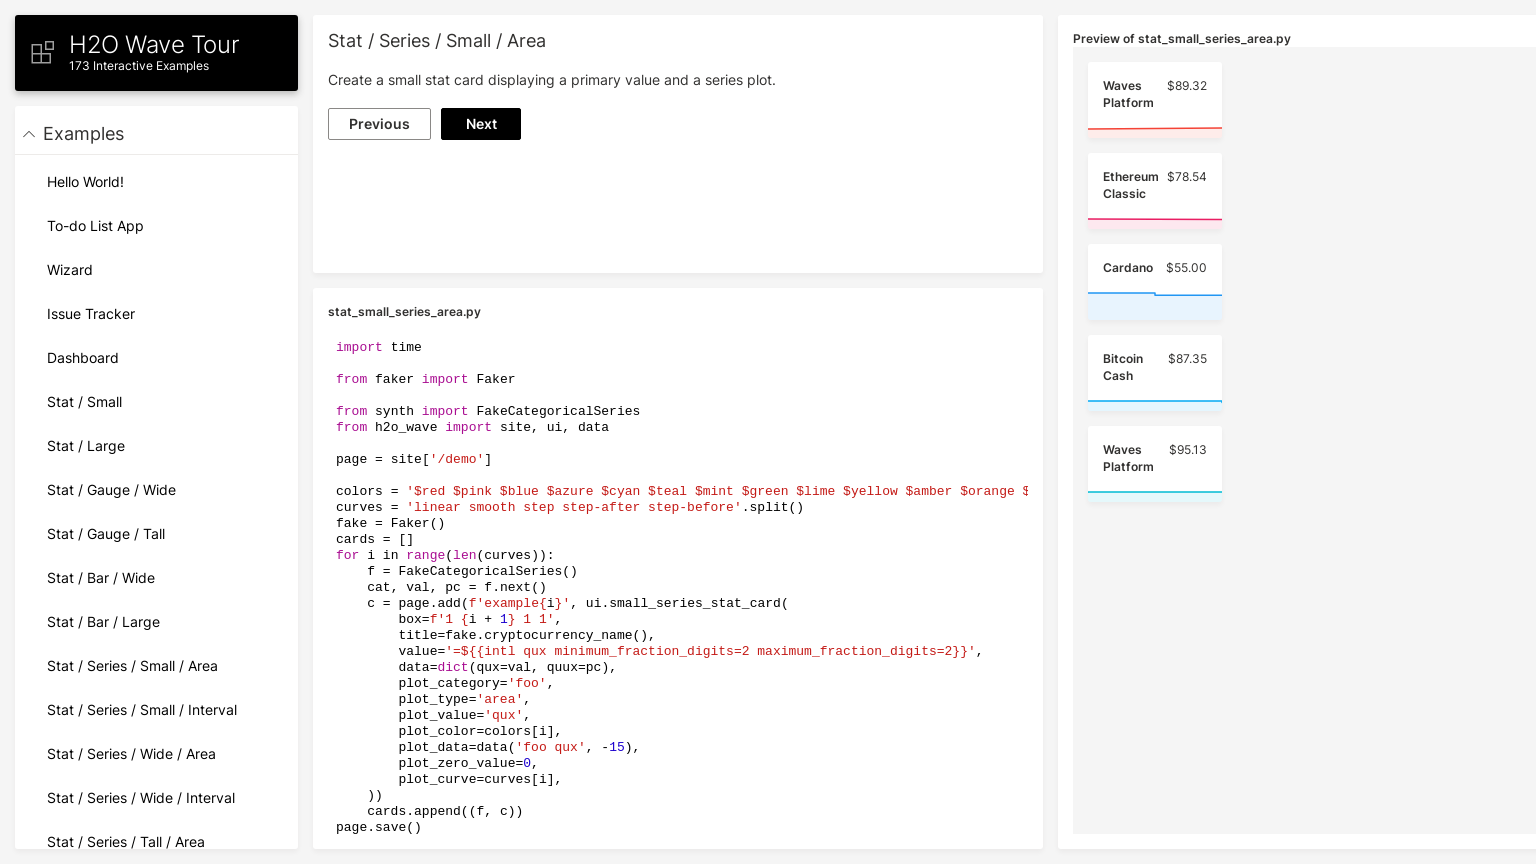 H2O Wave Tour
173 Interactive Examples
Examples
Hello World!
To-do List App
Wizard
Issue Tracker
Dashboard
Stat / Small
Stat / Large
Stat / Gauge / Wide
Stat / Gauge / Tall
Stat / Bar / Wide
Stat / Bar / Large
Stat / Series / Small / Area
Stat / Series / Small / Interval
Stat / Series / Wide / Area
Stat / Series / Wide / Interval
Stat / Series / Tall / Area
Stat / Series / Small / Area
Create a small stat card displaying a primary value and a series plot.
Previous Next
stat_small_series_area.py
import time
from faker import Faker
from synth import FakeCategoricalSeries
from h2o_wave import site, ui, data
page = site['/demo']
colors = '$red $pink $blue $azure $cyan $teal $mint $green $lime $yellow $amber $orange $
curves = 'linear smooth step step-after step-before'.split()
fake = Faker()
cards = []
for i in range(len(curves)):
    f = FakeCategoricalSeries()
    cat, val, pc = f.next()
    c = page.add(f'example{i}', ui.small_series_stat_card(
        box=f'1 {i + 1} 1 1',
        title=fake.cryptocurrency_name(),
        value='=${{intl qux minimum_fraction_digits=2 maximum_fraction_digits=2}}',
        data=dict(qux=val, quux=pc),
        plot_category='foo',
        plot_type='area',
        plot_value='qux',
        plot_color=colors[i],
        plot_data=data('foo qux', -15),
        plot_zero_value=0,
        plot_curve=curves[i],
    ))
    cards.append((f, c))
page.save()
Preview of stat_small_series_area.py
Waves $89.32
Platform
Ethereum $78.54
Classic
Cardano $55.00
Bitcoin $87.35
Cash
Waves $95.13
Platform